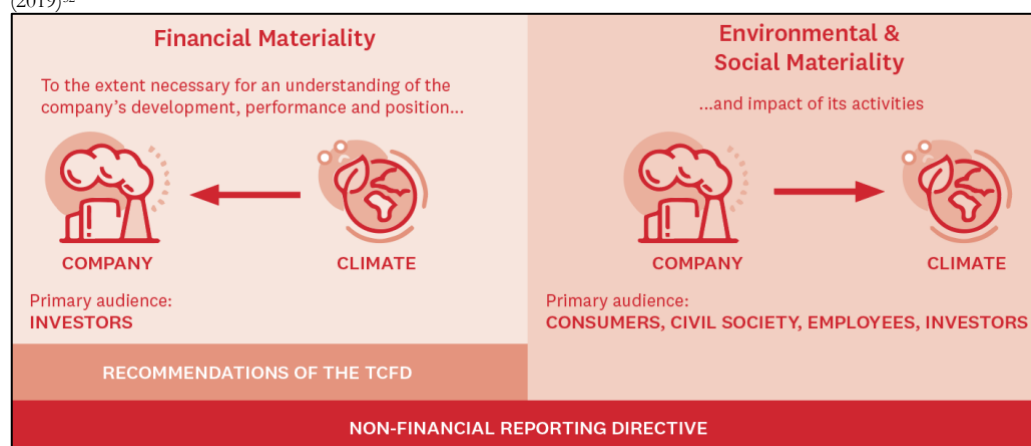 (2019)³²
Financial Materiality
To the extent necessary for an understanding of the
company's development, performance and position...
COMPANY
CLIMATE
Primary audience:
INVESTORS
RECOMMENDATIONS OF THE TCFD
Environmental &
Social Materiality
...and impact of its activities
COMPANY
CLIMATE
Primary audience:
CONSUMERS, CIVIL SOCIETY, EMPLOYEES, INVESTORS
NON-FINANCIAL REPORTING DIRECTIVE